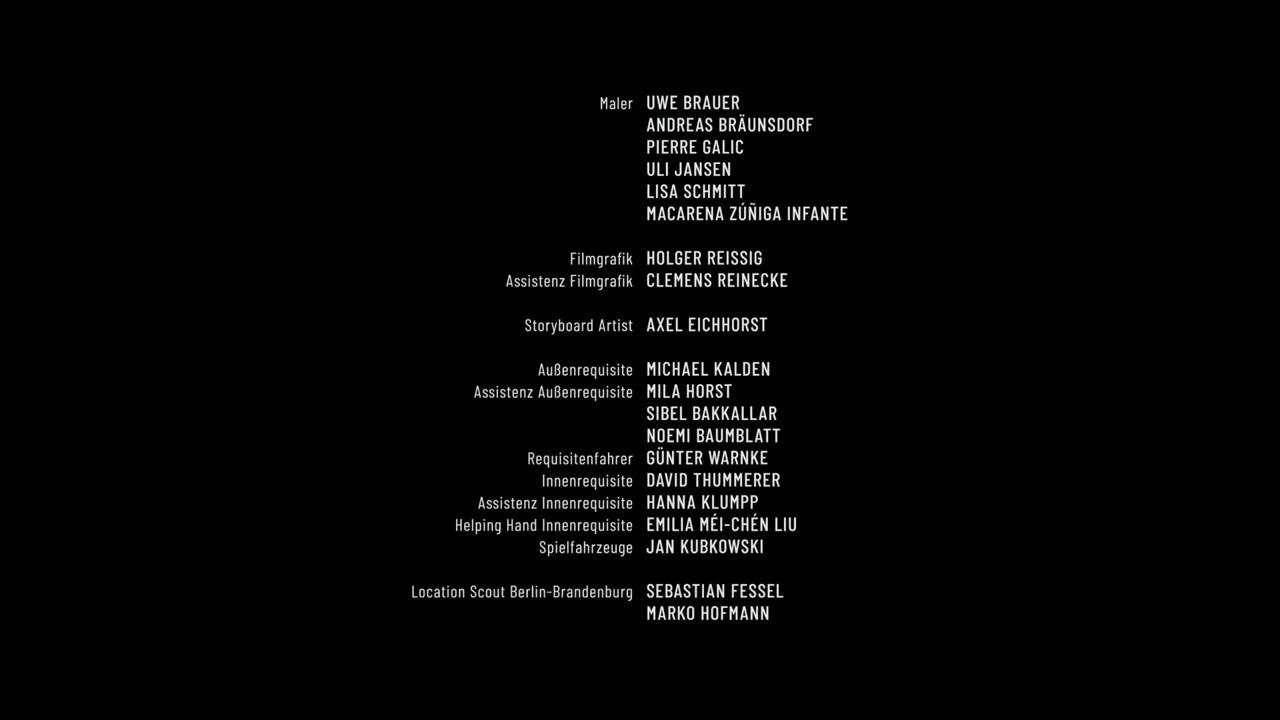 Maler UWE BRAUER
ANDREAS BRÄUNSDORF
PIERRE GALIC
ULI JANSEN
LISA SCHMITT
MACARENA ZÚÑIGA INFANTE
Filmgrafik HOLGER REISSIG
Assistenz Filmgrafik CLEMENS REINECKE
Storyboard Artist AXEL EICHHORST
Außenrequisite MICHAEL KALDEN
Assistenz Außenrequisite MILA HORST
SIBEL BAKKALLAR
NOEMI BAUMBLATT
Requisitenfahrer GÜNTER WARNKE
Innenrequisite DAVID THUMMERER
Assistenz Innenrequisite HANNA KLUMPP
Helping Hand Innenrequisite EMILIA MÉI-CHÉN LIU
Spielfahrzeuge JAN KUBKOWSKI
Location Scout Berlin-Brandenburg SEBASTIAN FESSEL
MARKO HOFMANN